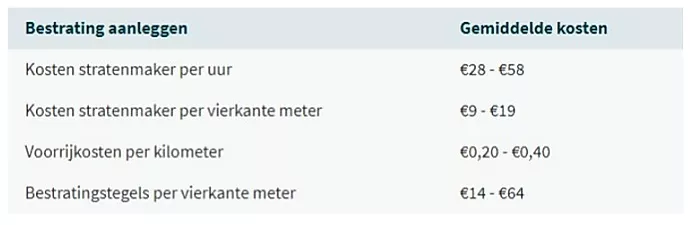 Bestrating aanleggen Gemiddelde kosten
Kosten stratenmaker per uur €28 - €58
Kosten stratenmaker per vierkante meter €9 - €19
Voorrijkosten per kilometer €0,20 - €0,40
Bestratingstegels per vierkante meter €14 - €64